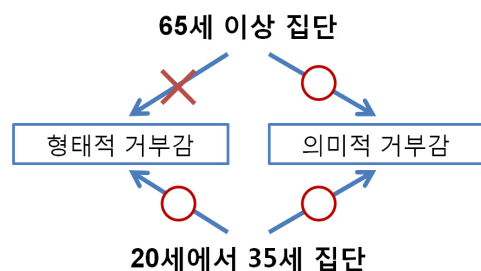 65세 이상 집단
형태적 거부감
의미적 거부감
20세에서 35세 집단